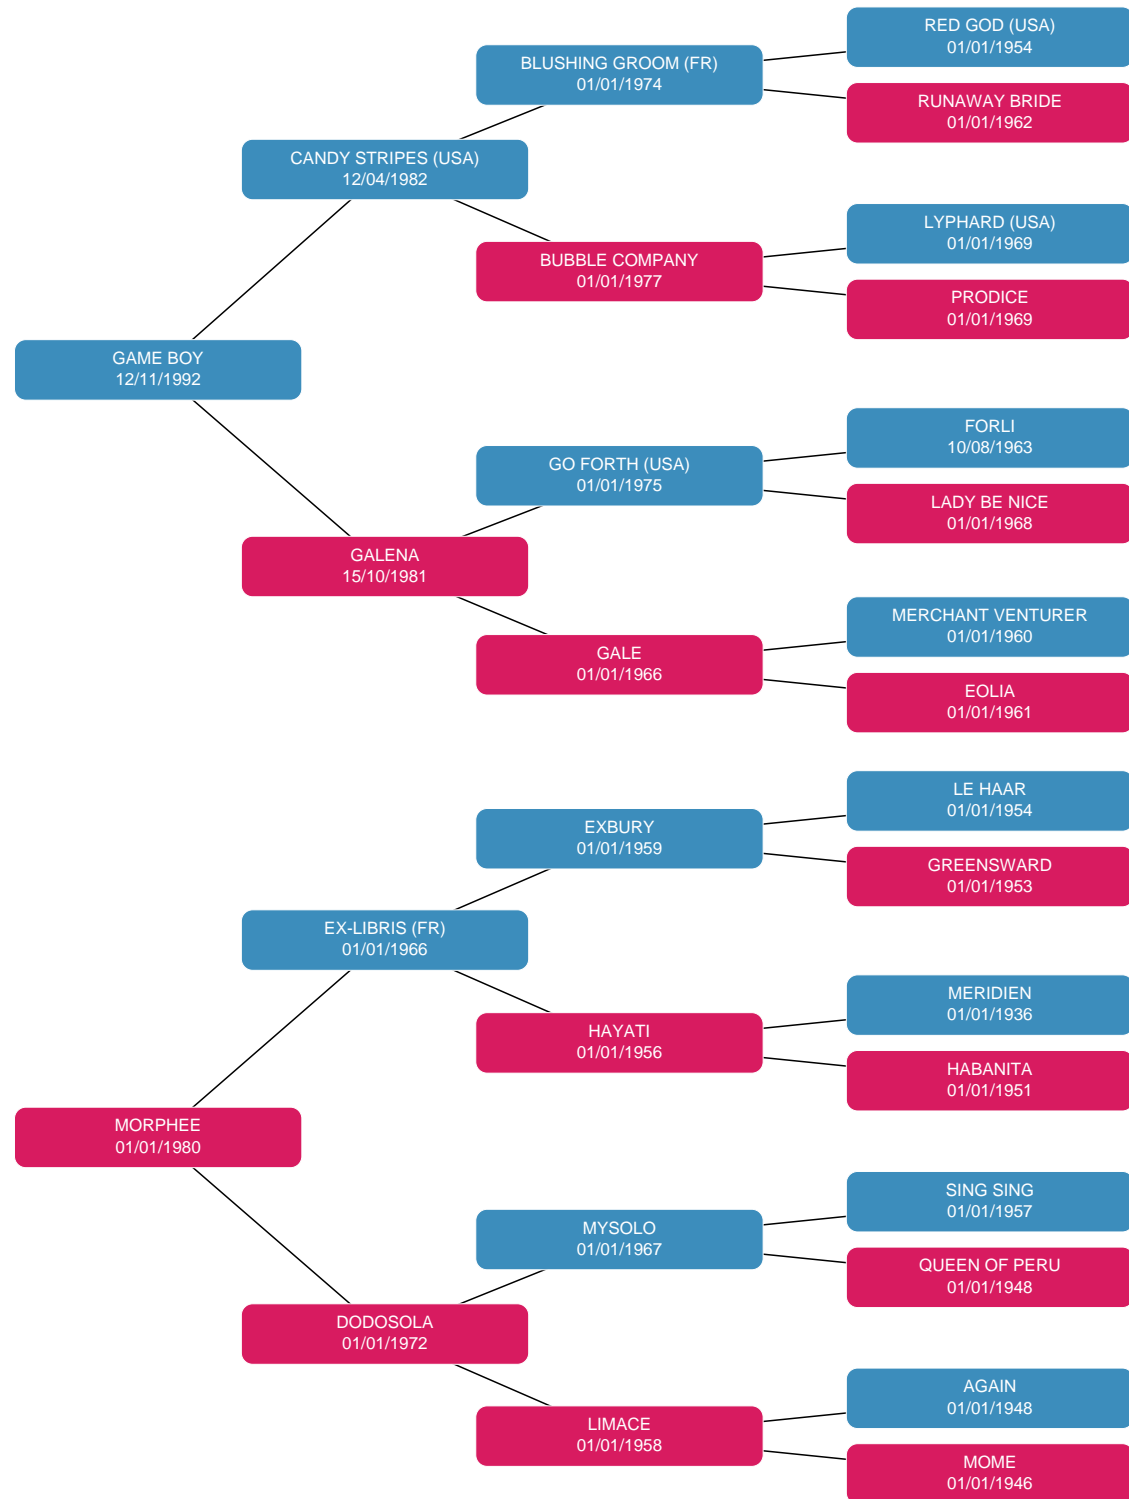 RED GOD (USA)
01/01/1954
BLUSHING GROOM (FR)
01/01/1974
RUNAWAY BRIDE
01/01/1962
CANDY STRIPES (USA)
12/04/1982
LYPHARD (USA)
01/01/1969
BUBBLE COMPANY
01/01/1977
PRODICE
01/01/1969
GAME BOY
12/11/1992
FORLI
10/08/1963
GO FORTH (USA)
01/01/1975
LADY BE NICE
01/01/1968
GALENA
15/10/1981
MERCHANT VENTURER
01/01/1960
GALE
01/01/1966
EOLIA
01/01/1961
LE HAAR
01/01/1954
EXBURY
01/01/1959
GREENSWARD
01/01/1953
EX-LIBRIS (FR)
01/01/1966
MERIDIEN
01/01/1936
HAYATI
01/01/1956
HABANITA
01/01/1951
MORPHEE
01/01/1980
SING SING
01/01/1957
MYSOLO
01/01/1967
QUEEN OF PERU
01/01/1948
DODOSOLA
01/01/1972
AGAIN
01/01/1948
LIMACE
01/01/1958
MOME
01/01/1946